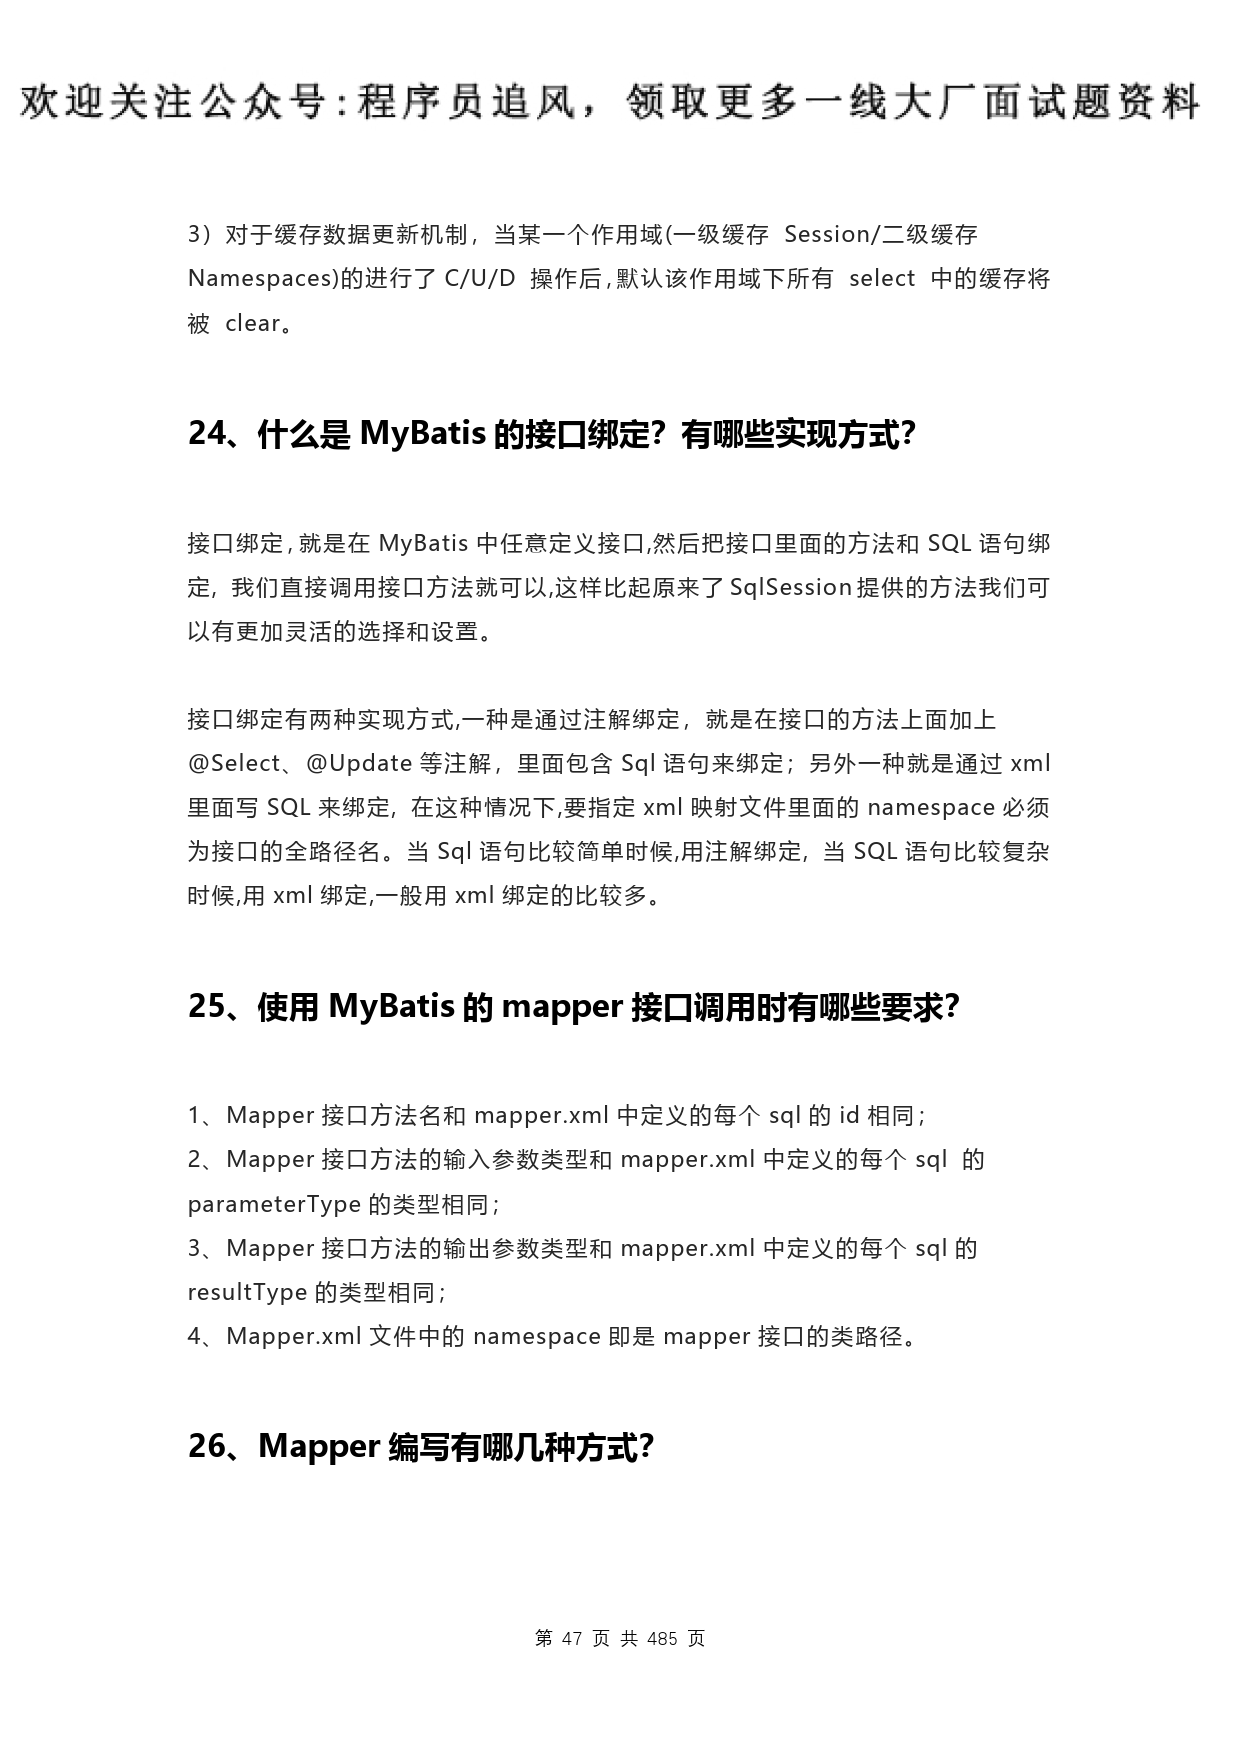 欢迎关注公众号:程序员追风，领取更多一线大厂面试题资料
3）对于缓存数据更新机制，当某一个作用域(一级缓存 Session/二级缓存
Namespaces)的进行了 C/U/D 操作后,默认该作用域下所有 select 中的缓存将
被 clear。
24、什么是 MyBatis 的接口绑定？有哪些实现方式？
接口绑定,就是在 MyBatis 中任意定义接口,然后把接口里面的方法和 SQL 语句绑
定, 我们直接调用接口方法就可以,这样比起原来了 SqlSession 提供的方法我们可
以有更加灵活的选择和设置。
接口绑定有两种实现方式,一种是通过注解绑定，就是在接口的方法上面加上
@Select、@Update 等注解，里面包含 Sql 语句来绑定；另外一种就是通过 xml
里面写 SQL 来绑定, 在这种情况下,要指定 xml 映射文件里面的 namespace 必须
为接口的全路径名。当 Sql 语句比较简单时候,用注解绑定, 当 SQL 语句比较复杂
时候,用 xml 绑定,一般用 xml 绑定的比较多。
25、使用 MyBatis 的 mapper 接口调用时有哪些要求？
1、Mapper 接口方法名和 mapper.xml 中定义的每个 sql 的 id 相同；
2、Mapper 接口方法的输入参数类型和 mapper.xml 中定义的每个 sql 的
parameterType 的类型相同；
3、Mapper 接口方法的输出参数类型和 mapper.xml 中定义的每个 sql 的
resultType 的类型相同；
4、Mapper.xml 文件中的 namespace 即是 mapper 接口的类路径。
26、Mapper 编写有哪几种方式？
第 47 页 共 485 页